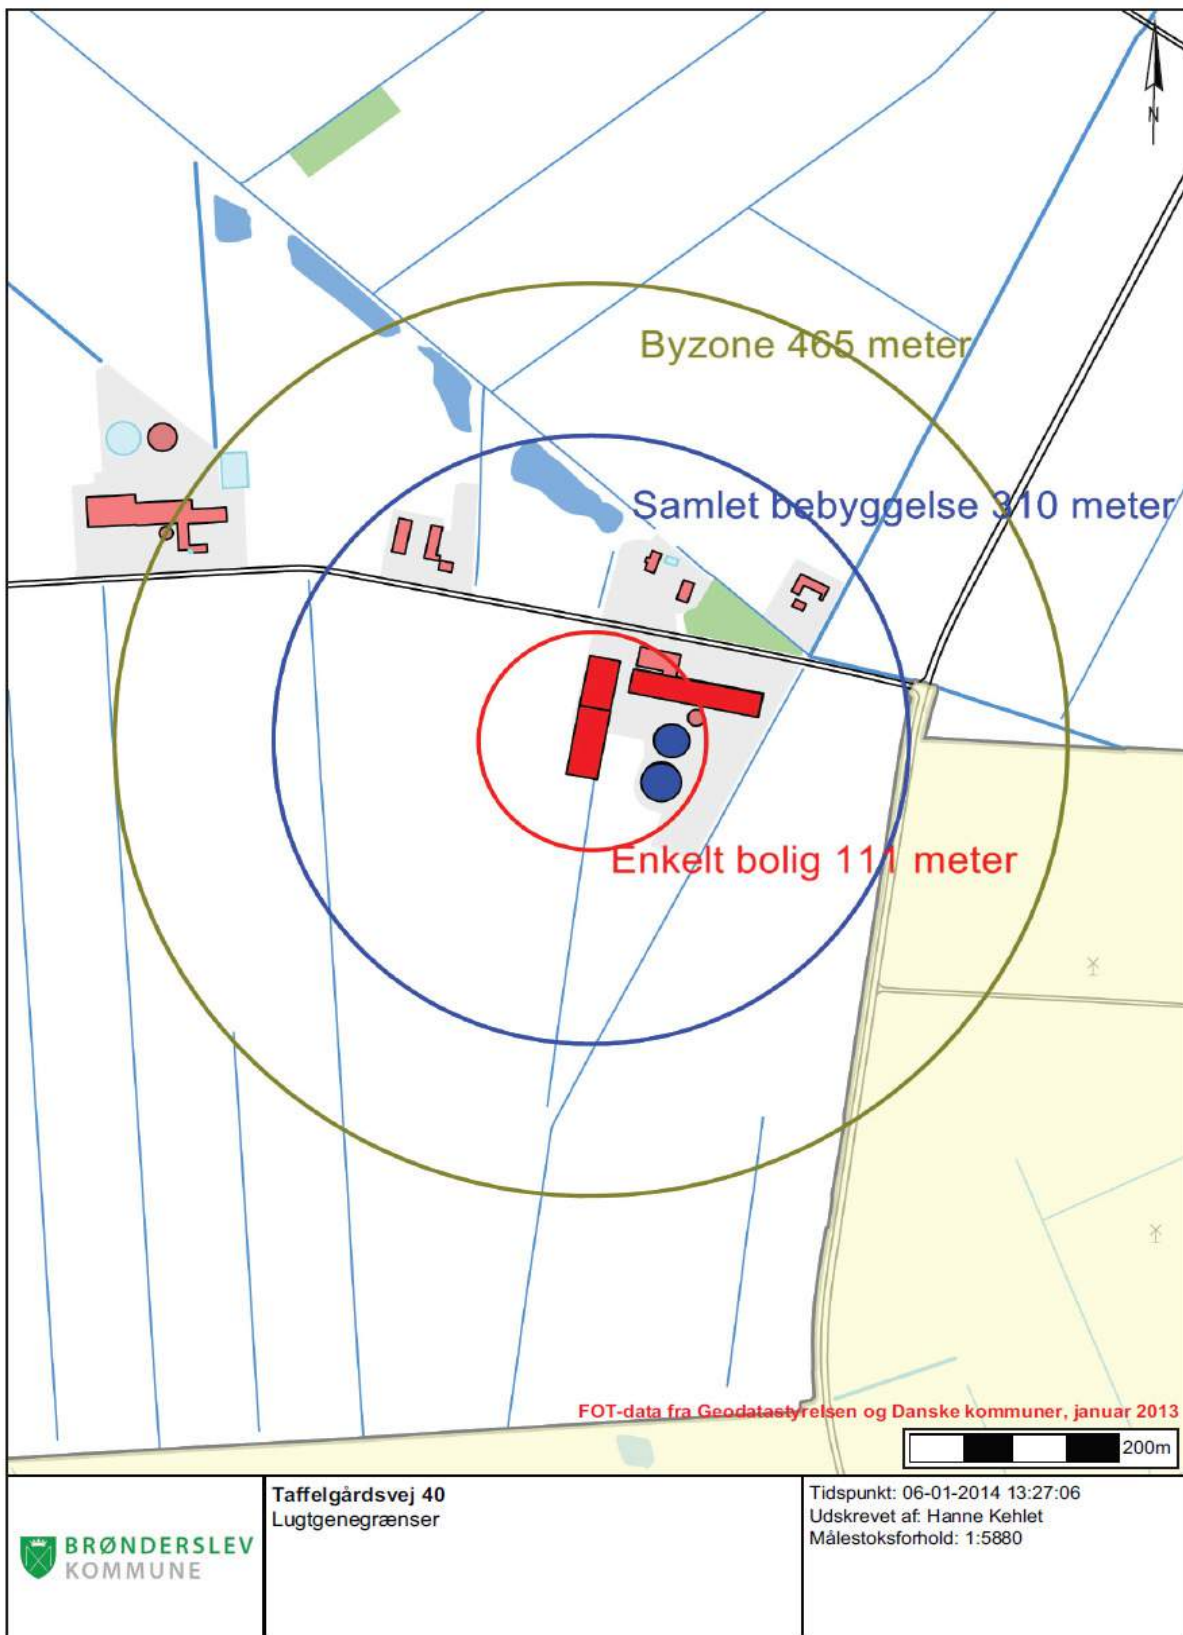 N
Byzone 465 meter
Samlet bebyggelse 310 meter
Enkelt bolig 111 meter
FOT-data fra Geodatastyrelsen og Danske kommuner, januar 2013
200m
BRØNDERSLEV
KOMMUNE
Taffelgårdsvej 40
Lugtgenegrænser
Tidspunkt: 06-01-2014 13:27:06
Udskrevet af: Hanne Kehlet
Målestoksforhold: 1:5880